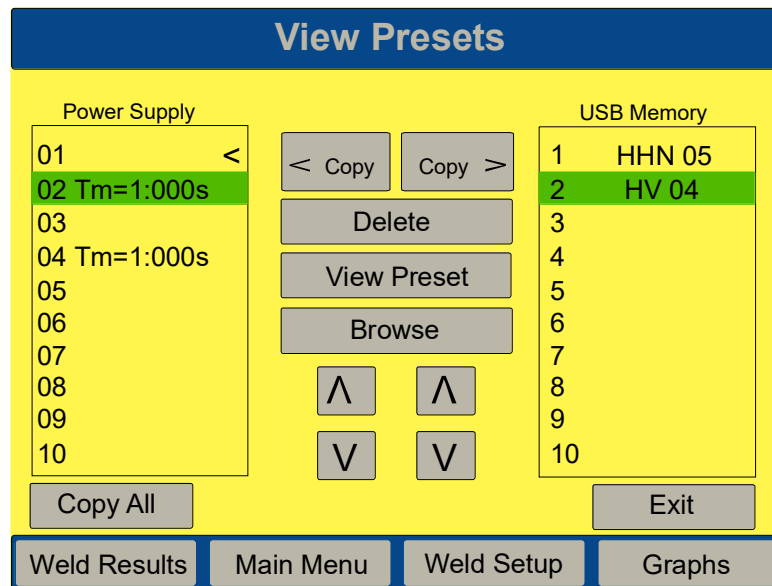 View Presets
Power Supply
01 <
02 Tm=1:000s
03
04 Tm=1:000s
05
06
07
08
09
10
< Copy
Copy >
Delete
View Preset
Browse
Λ
Λ
V
V
USB Memory
1 HHN 05
2 HV 04
3
4
5
6
7
8
9
10
Copy All
Exit
Weld Results
Main Menu
Weld Setup
Graphs